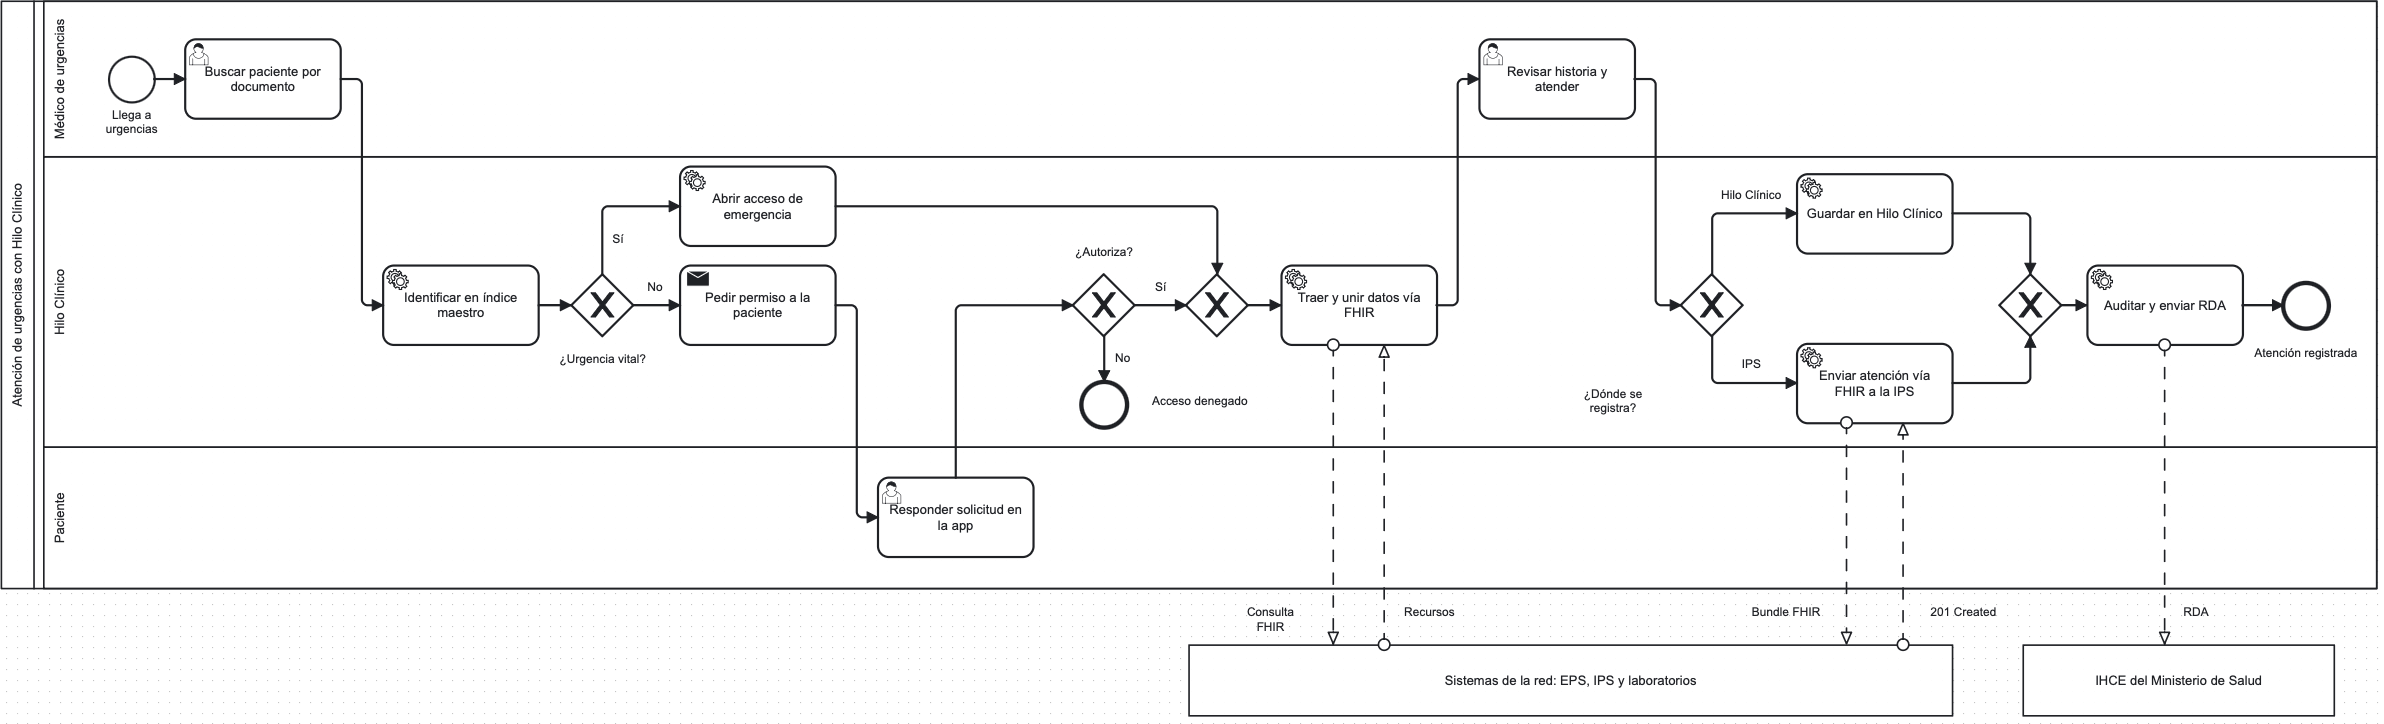 Atención de urgencias con Hilo Clínico
Médico de urgencias
Llega a
urgencias
Buscar paciente por
documento
Revisar historia y
atender
Hilo Clínico
Identificar en índice
maestro
¿Urgencia vital?
Sí
No
Abrir acceso de
emergencia
Pedir permiso a la
paciente
¿Autoriza?
Sí
No
Acceso denegado
Traer y unir datos vía
FHIR
¿Dónde se
registra?
Hilo Clínico
IPS
Guardar en Hilo Clínico
Enviar atención vía
FHIR a la IPS
Auditar y enviar RDA
Atención registrada
Paciente
Responder solicitud en
la app
Consulta
FHIR
Recursos
Bundle FHIR
201 Created
RDA
Sistemas de la red: EPS, IPS y laboratorios
IHCE del Ministerio de Salud